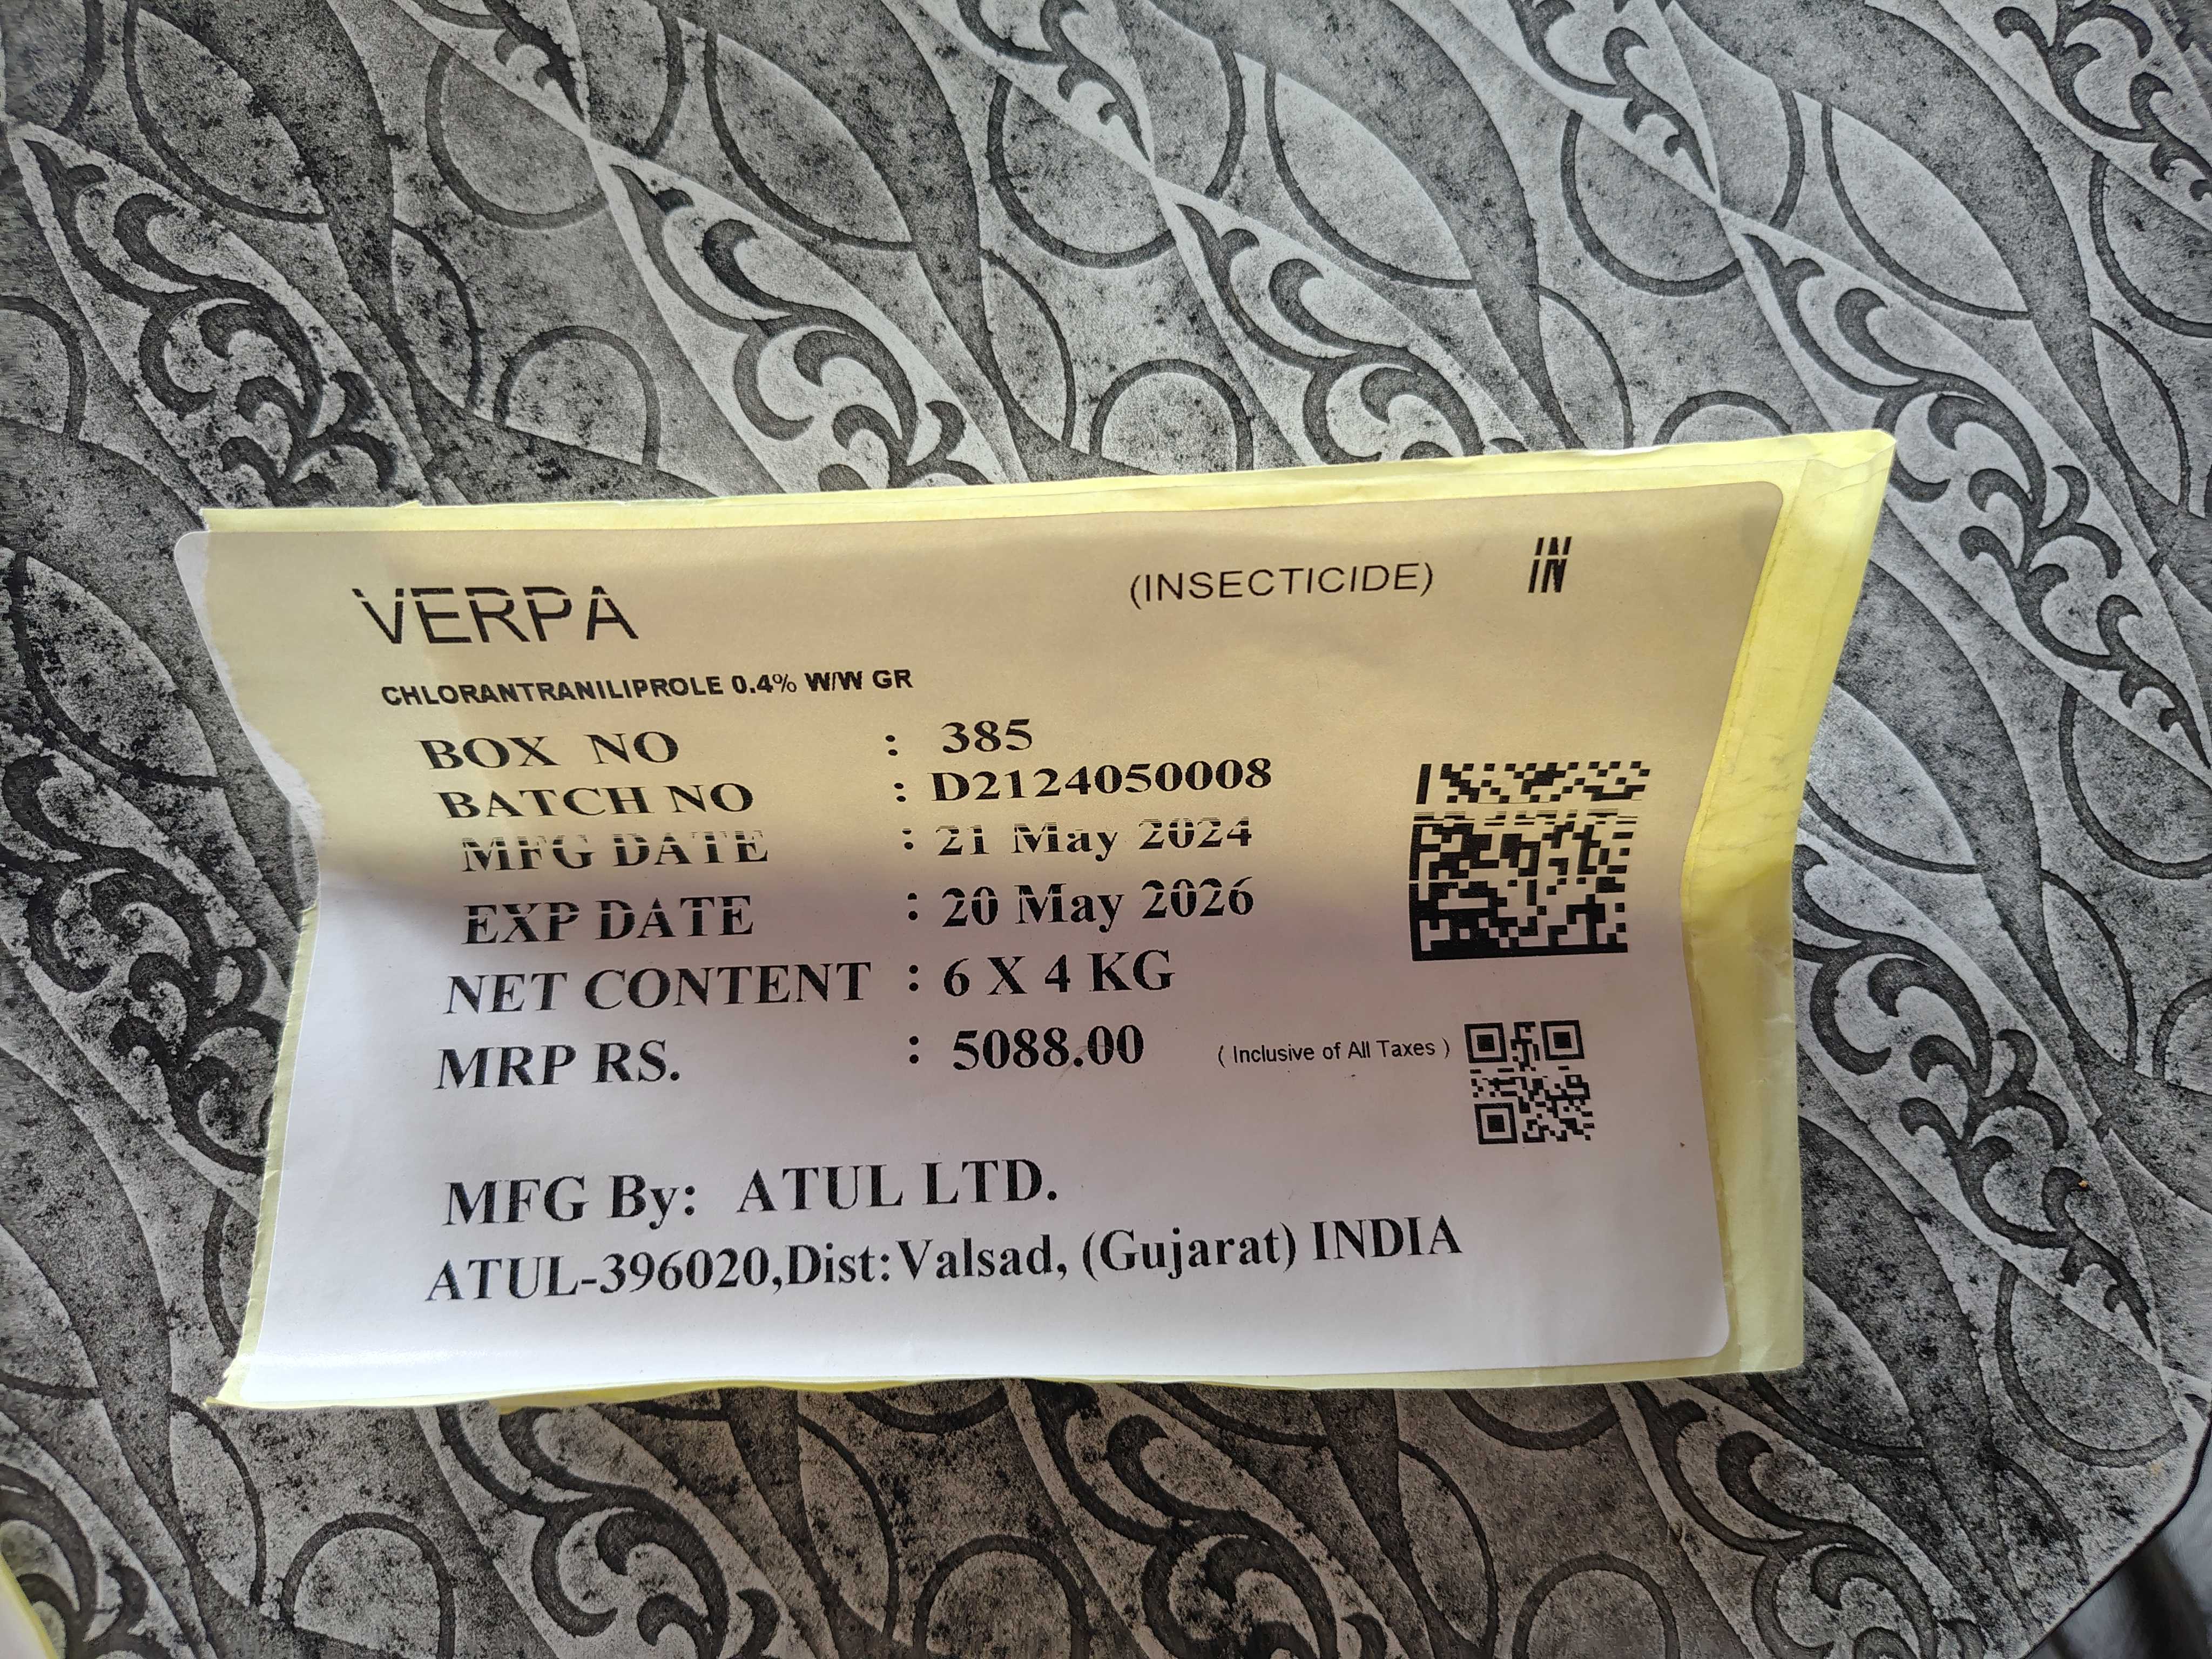 VERPA (INSECTICIDE) IN
CHLORANTRANILIPROLE 0.4% W/W GR
BOX NO : 385
BATCH NO : D2124050008
MFG DATE : 21 May 2024
EXP DATE : 20 May 2026
NET CONTENT : 6 X 4 KG
MRP RS. : 5088.00 ( Inclusive of All Taxes )
MFG By: ATUL LTD.
ATUL-396020,Dist:Valsad, (Gujarat) INDIA